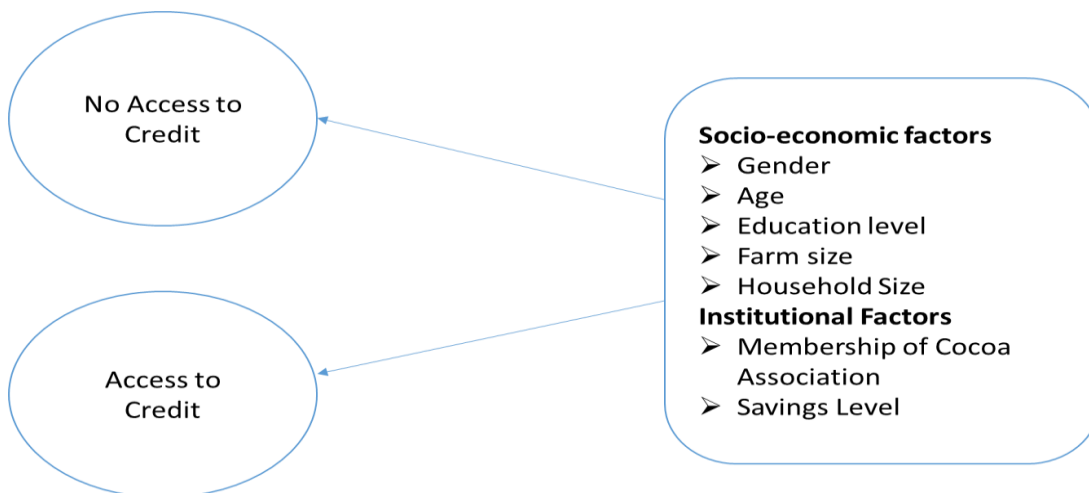 No Access to
Credit
Access to
Credit
Socio-economic factors
➢ Gender
➢ Age
➢ Education level
➢ Farm size
➢ Household Size
Institutional Factors
➢ Membership of Cocoa
Association
➢ Savings Level